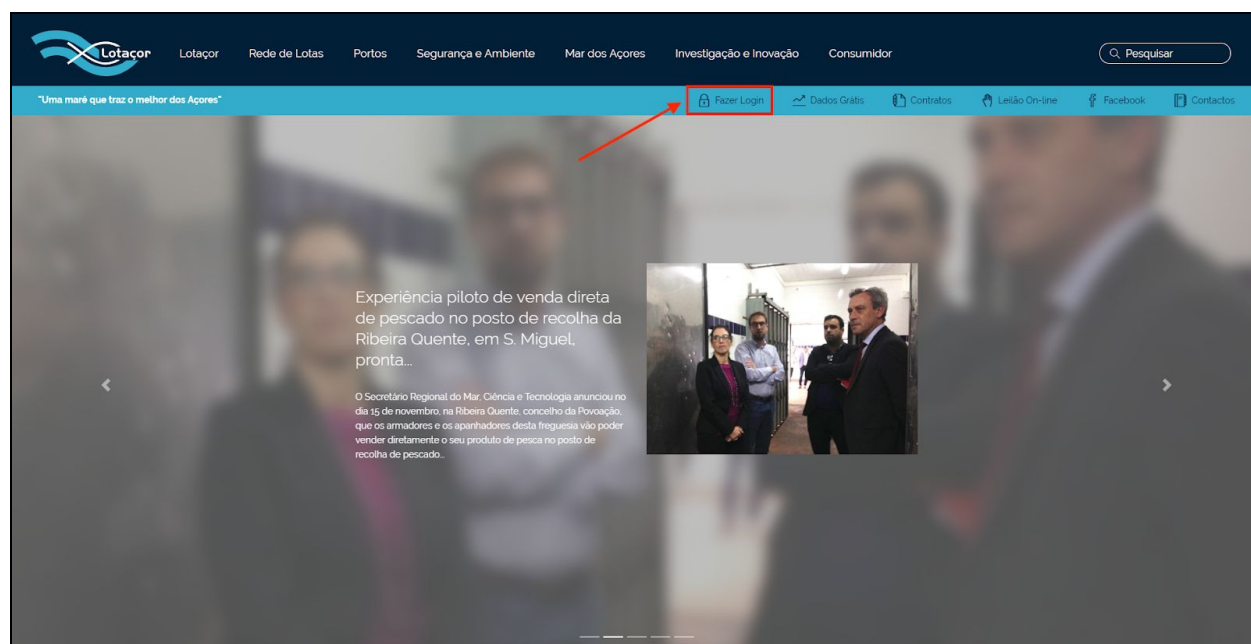 Lotaçor
Lotaçor
Rede de Lotas
Portos
Segurança e Ambiente
Mar dos Açores
Investigação e Inovação
Consumidor
Pesquisar
"Uma maré que traz o melhor dos Açores"
Fazer Login
Dados Grátis
Contratos
Leilão On-line
Facebook
Contactos
Experiência piloto de venda direta
de pescado no posto de recolha da
Ribeira Quente, em S. Miguel,
pronta...
O Secretário Regional do Mar, Ciência e Tecnologia anunciou no
dia 15 de novembro, na Ribeira Quente, concelho da Povoação,
que os armadores e os apanhadores desta freguesia vão poder
vender diretamente o seu produto de pesca no posto de
recolha de pescado...